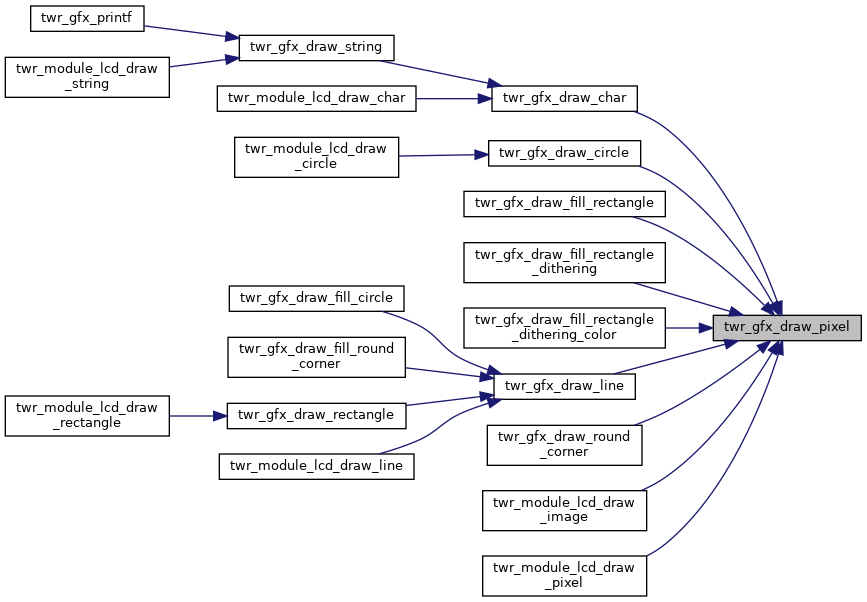 twr_gfx_printf
twr_gfx_draw_string
twr_module_lcd_draw
_string
twr_module_lcd_draw_char
twr_gfx_draw_char
twr_module_lcd_draw
_circle
twr_gfx_draw_circle
twr_gfx_draw_fill_rectangle
twr_gfx_draw_fill_rectangle
_dithering
twr_gfx_draw_fill_circle
twr_gfx_draw_fill_rectangle
_dithering_color
twr_gfx_draw_pixel
twr_gfx_draw_fill_round
_corner
twr_gfx_draw_line
twr_module_lcd_draw
_rectangle
twr_gfx_draw_rectangle
twr_gfx_draw_round
_corner
twr_module_lcd_draw_line
twr_module_lcd_draw
_image
twr_module_lcd_draw
_pixel